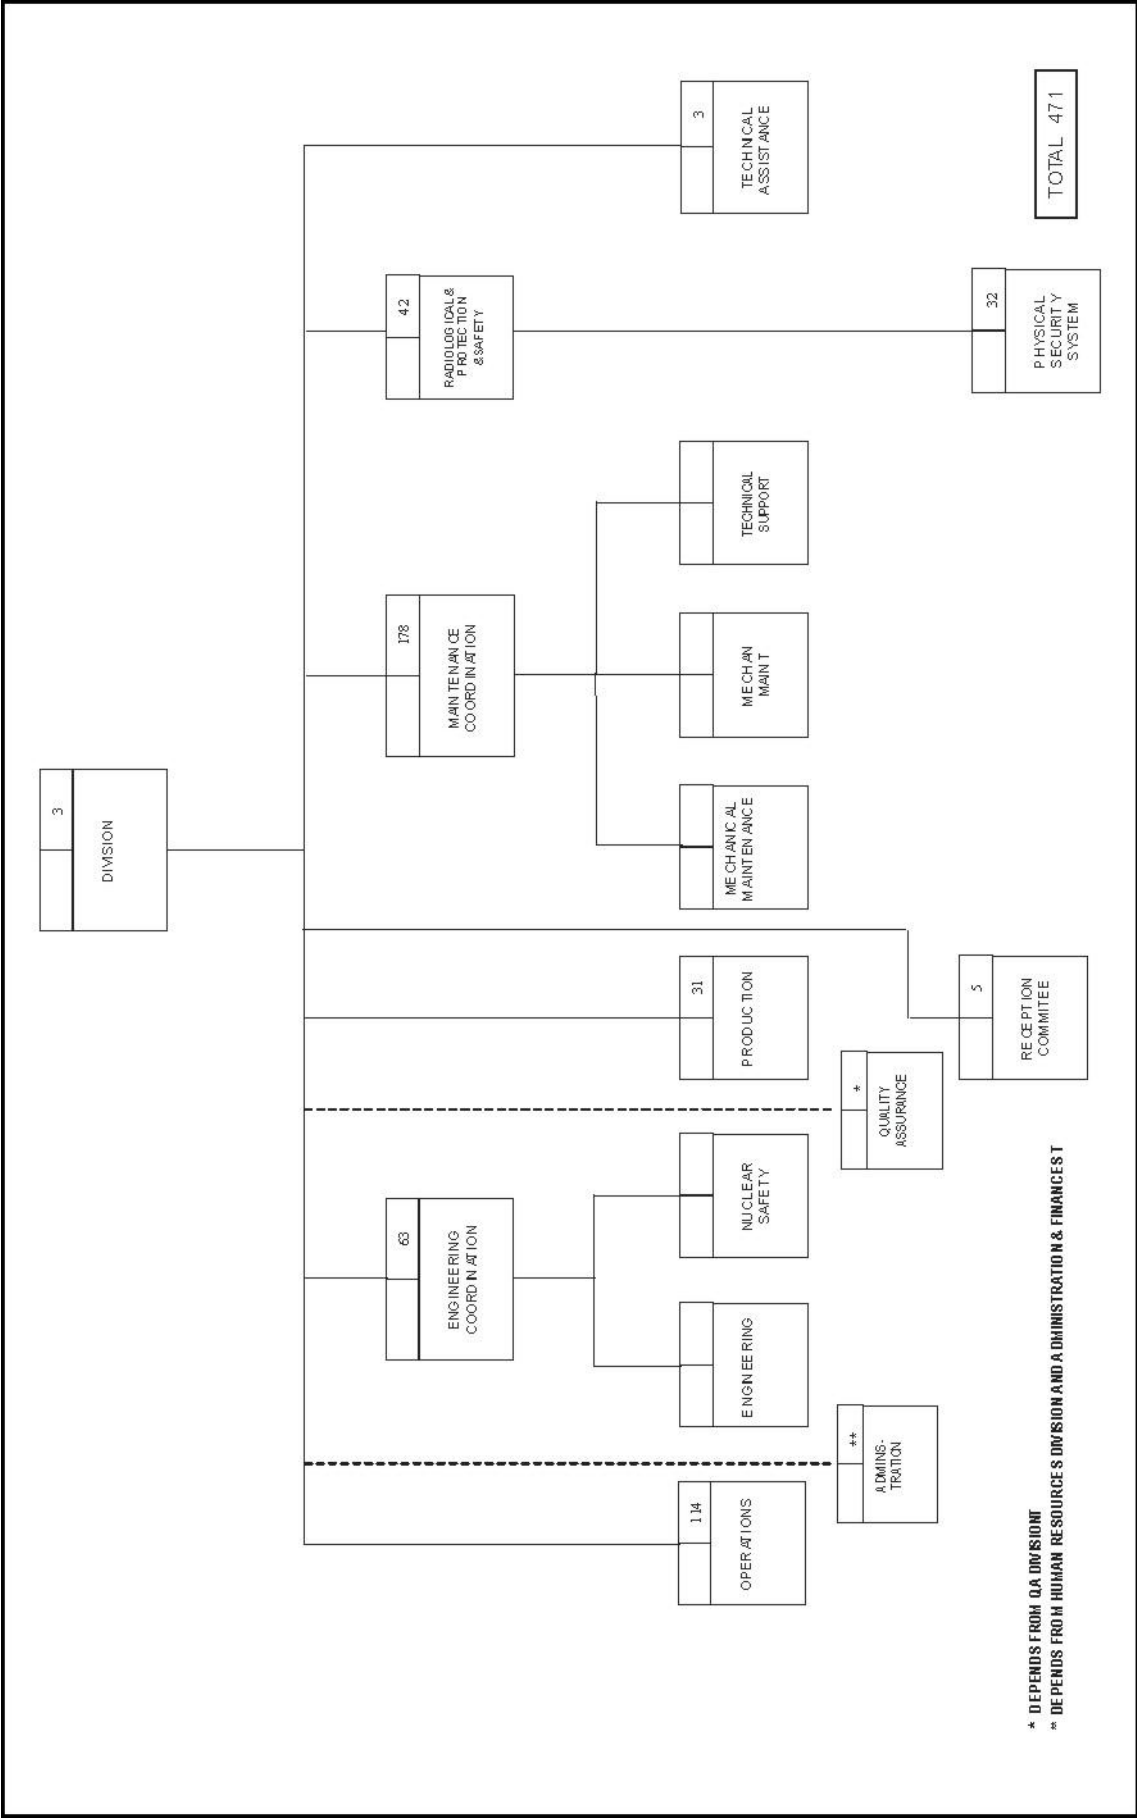 3
DIVISION
63
ENGINEERING
COORDINATION
178
MAINTENANCE
COORDINATION
42
RADIOLOGICAL &
PROTECTION
& SAFETY
114
OPERATIONS
ENGINEERING
NUCLEAR
SAFETY
31
PRODUCTION
MECHANICAL
MAINTENANCE
MECHAN
MAINT
TECHNICAL
SUPPORT
3
TECHNICAL
ASSISTANCE
**
ADMINS-
TRATION
*
QUALITY
ASSURANCE
5
RECEPTION
COMMITEE
32
PHYSICAL
SECURITY
SYSTEM
TOTAL 471
* DEPENDS FROM QA DIVISIONT
** DEPENDS FROM HUMAN RESOURCES DIVISION AND ADMINISTRATION & FINANCES T